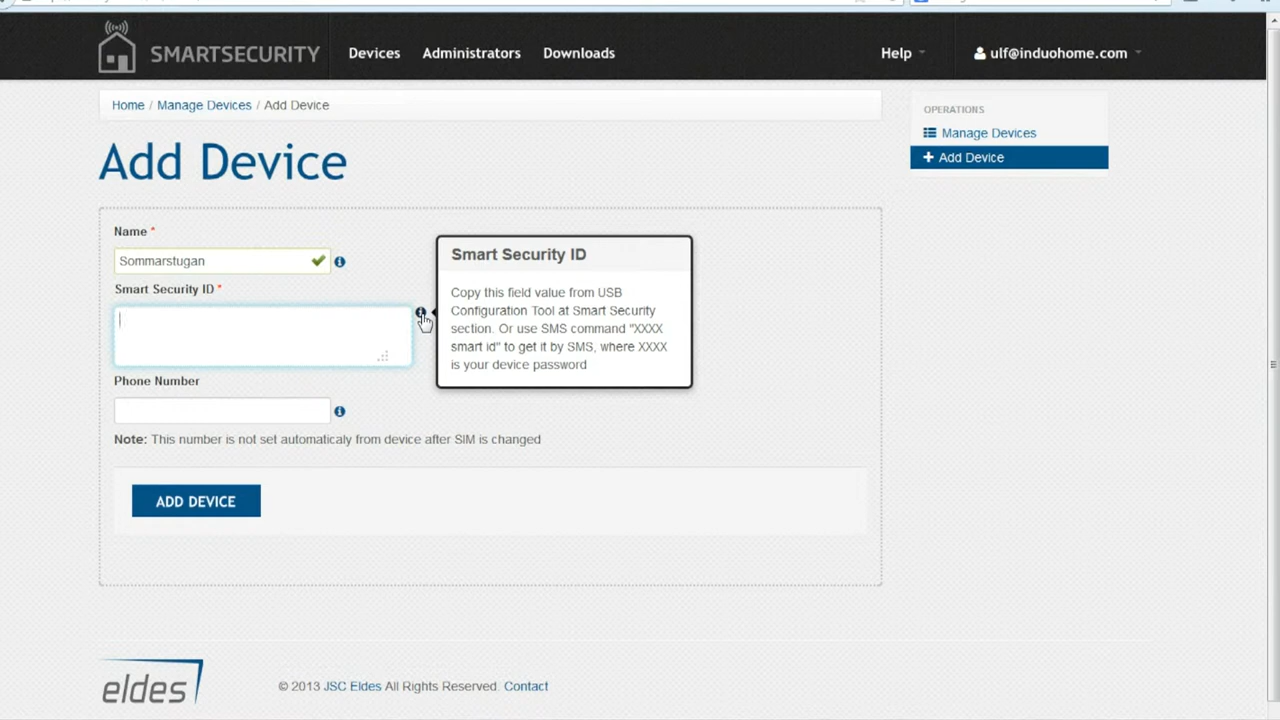 SMARTSECURITY Devices Administrators Downloads Help ulf@induohome.com
Home / Manage Devices / Add Device
OPERATIONS
Manage Devices
Add Device
Add Device
Name *
Sommarstugan
Smart Security ID *
Smart Security ID
Copy this field value from USB
Configuration Tool at Smart Security
section. Or use SMS command "XXXX
smart id" to get it by SMS, where XXXX
is your device password
Phone Number
Note: This number is not set automaticaly from device after SIM is changed
ADD DEVICE
eldes
© 2013 JSC Eldes All Rights Reserved. Contact